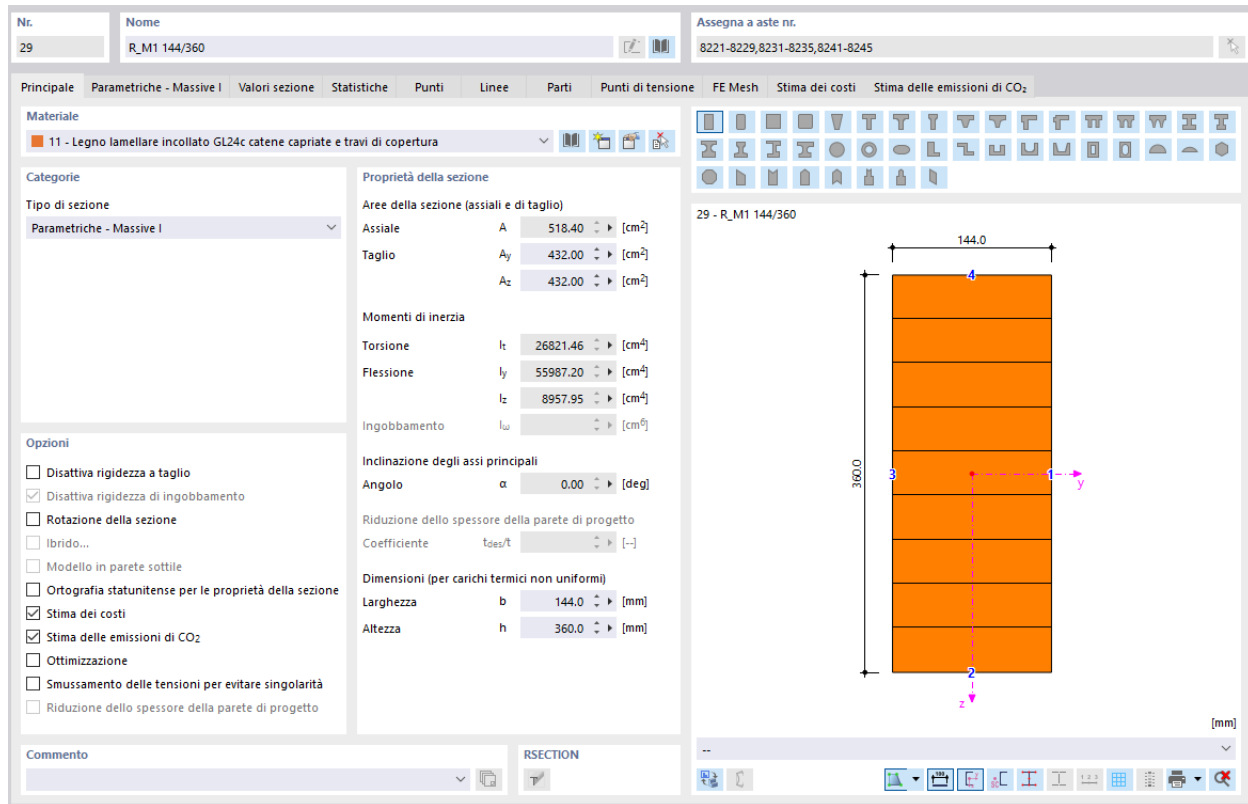 Nr.
29
Nome
R_M1 144/360
Assegna a aste nr.
8221-8229,8231-8235,8241-8245
Principale Parametriche - Massive I Valori sezione Statistiche Punti Linee Parti Punti di tensione FE Mesh Stima dei costi Stima delle emissioni di CO₂
Materiale
11 - Legno lamellare incollato GL24c catene capriate e travi di copertura
Categorie
Tipo di sezione
Parametriche - Massive I
Opzioni
Disattiva rigidezza a taglio
Disattiva rigidezza di ingobbamento
Rotazione della sezione
Ibrido...
Modello in parete sottile
Ortografia statunitense per le proprietà della sezione
Stima dei costi
Stima delle emissioni di CO₂
Ottimizzazione
Smussamento delle tensioni per evitare singolarità
Riduzione dello spessore della parete di progetto
Proprietà della sezione
Aree della sezione (assiali e di taglio)
Assiale A 518.40 [cm²]
Taglio Ay 432.00 [cm²]
Az 432.00 [cm²]
Momenti di inerzia
Torsione It 26821.46 [cm⁴]
Flessione Iy 55987.20 [cm⁴]
Iz 8957.95 [cm⁴]
Ingobbamento Iω [cm⁶]
Inclinazione degli assi principali
Angolo α 0.00 [deg]
Riduzione dello spessore della parete di progetto
Coefficiente tdes/t [--]
Dimensioni (per carichi termici non uniformi)
Larghezza b 144.0 [mm]
Altezza h 360.0 [mm]
29 - R_M1 144/360
144.0
4
360.0
3
1
y
2
z
[mm]
--
Commento
RSECTION